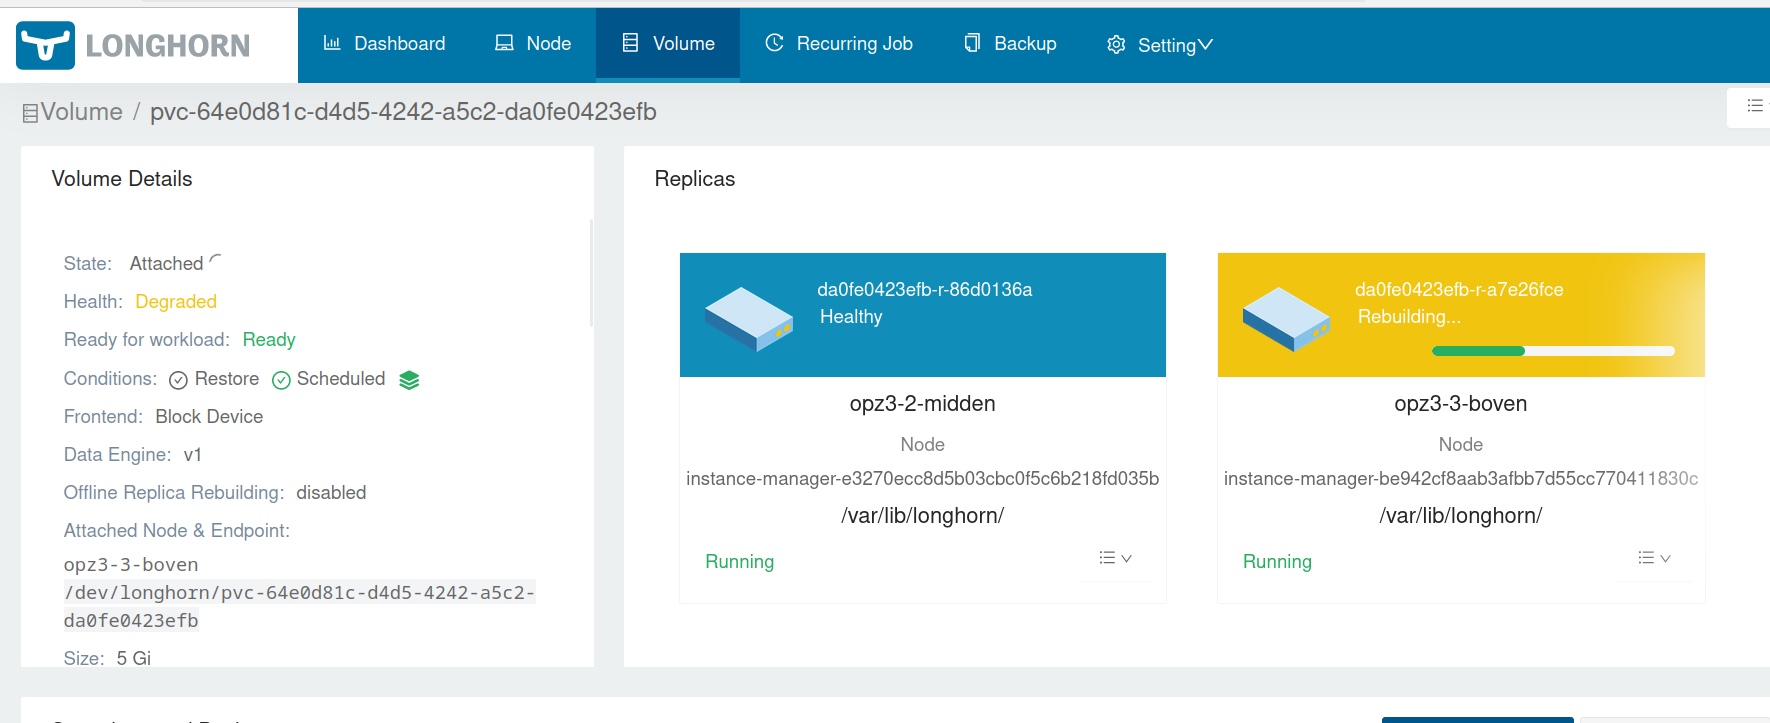 LONGHORN
Dashboard
Node
Volume
Recurring Job
Backup
Setting
Volume / pvc-64e0d81c-d4d5-4242-a5c2-da0fe0423efb
Volume Details
State: Attached
Health: Degraded
Ready for workload: Ready
Conditions: Restore Scheduled
Frontend: Block Device
Data Engine: v1
Offline Replica Rebuilding: disabled
Attached Node & Endpoint:
opz3-3-boven
/dev/longhorn/pvc-64e0d81c-d4d5-4242-a5c2-
da0fe0423efb
Size: 5 Gi
Replicas
da0fe0423efb-r-86d0136a
Healthy
opz3-2-midden
Node
instance-manager-e3270ecc8d5b03cbc0f5c6b218fd035b
/var/lib/longhorn/
Running
da0fe0423efb-r-a7e26fce
Rebuilding...
opz3-3-boven
Node
instance-manager-be942cf8aab3afbb7d55cc770411830c
/var/lib/longhorn/
Running